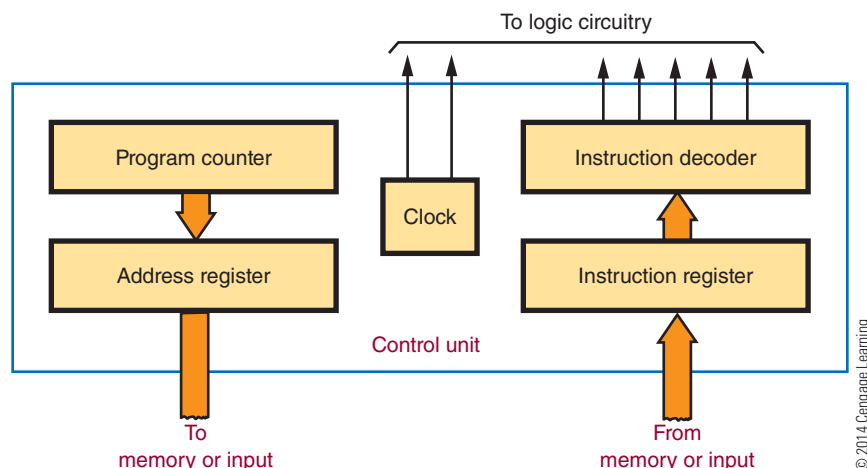 To logic circuitry
Program counter
Instruction decoder
Clock
Address register
Instruction register
Control unit
To
memory or input
From
memory or input
© 2014 Cengage Learning